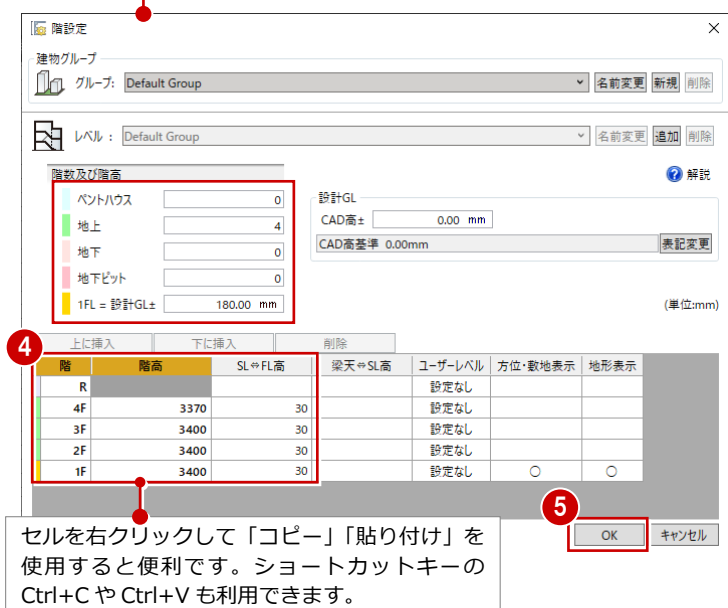 階設定
建物グループ
グループ: Default Group 名前変更 新規 削除
レベル : Default Group 名前変更 追加 削除
階数及び階高 解説
ペントハウス 0
地上 4
地下 0
地下ピット 0
1FL = 設計GL± 180.00 mm
設計GL
CAD高± 0.00 mm
CAD高基準 0.00mm 表記変更
(単位:mm)
4
上に挿入 下に挿入 削除
階 階高 SL⇔FL高 梁天⇔SL高 ユーザーレベル 方位・敷地表示 地形表示
R 設定なし
4F 3370 30 設定なし
3F 3400 30 設定なし
2F 3400 30 設定なし
1F 3400 30 設定なし ○ ○
5
OK キャンセル
セルを右クリックして「コピー」「貼り付け」を
使用すると便利です。ショートカットキーの
Ctrl+C や Ctrl+V も利用できます。